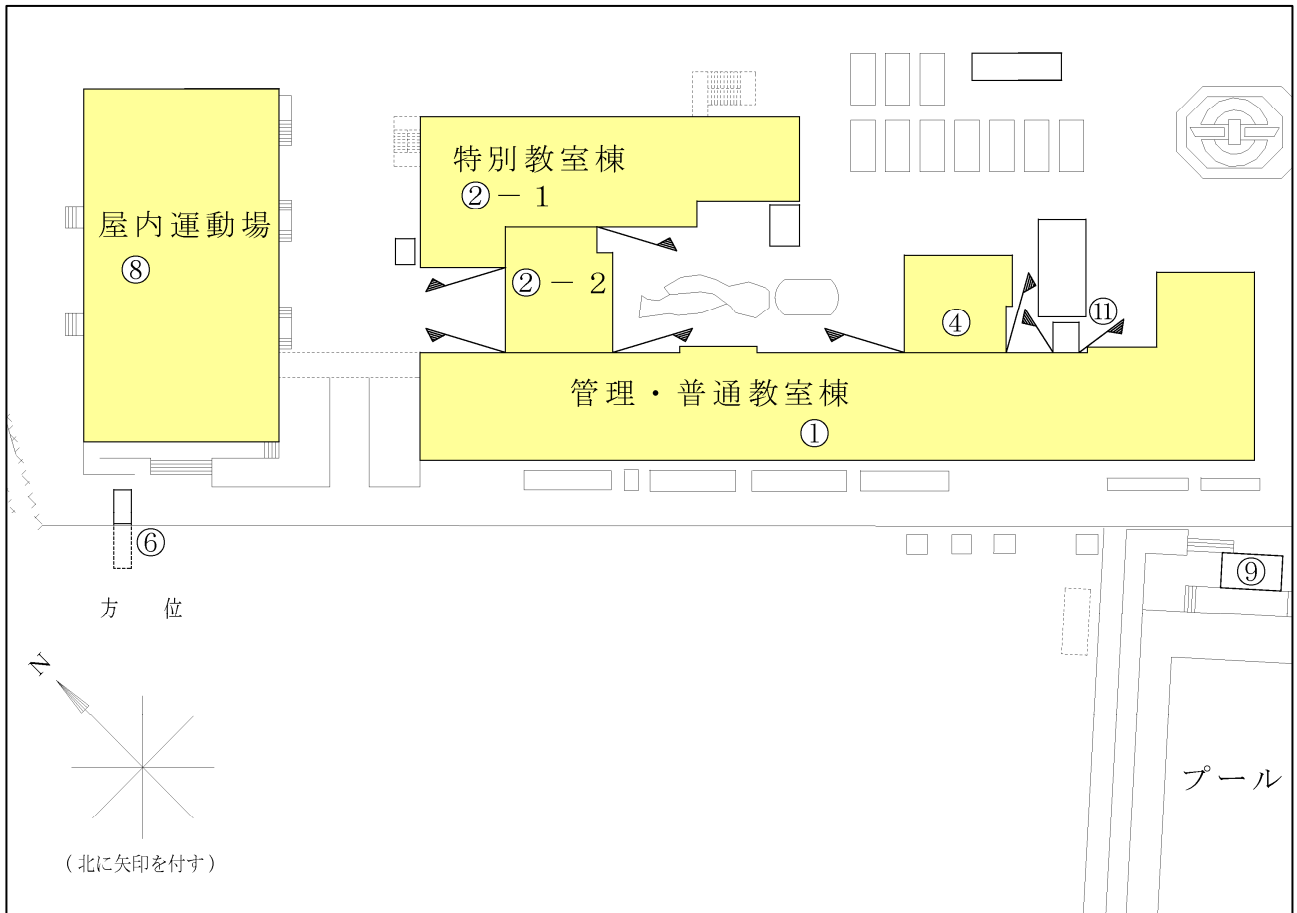 特別教室棟
②－１
屋内運動場
⑧
②－２
④
⑪
管理・普通教室棟
①
⑥
⑨
方　位
N
プール
（北に矢印を付す）